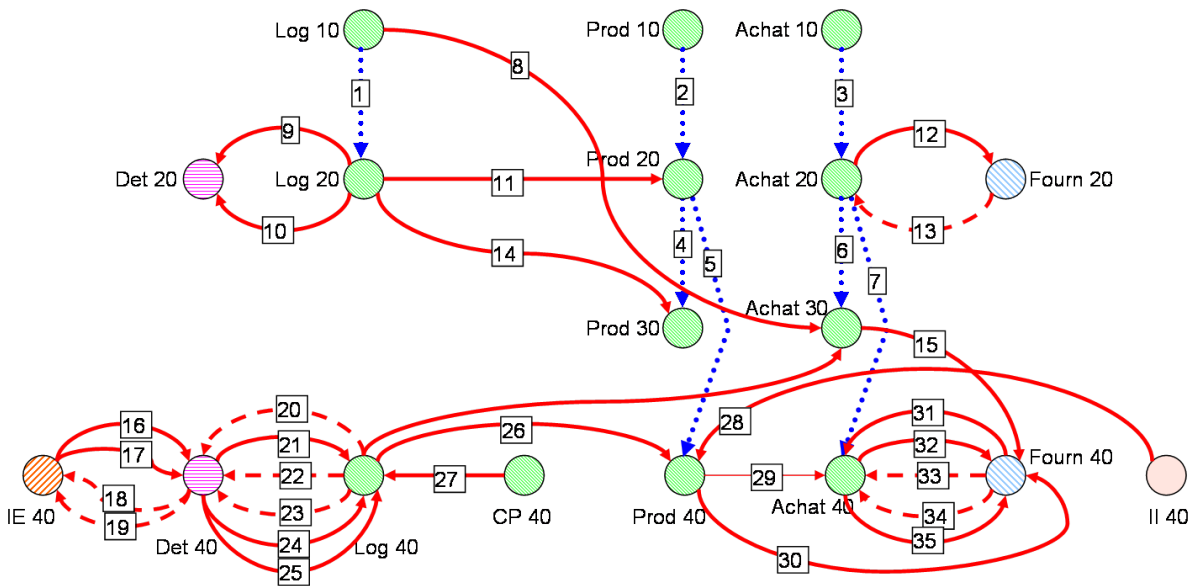 Log 10
Prod 10
Achat 10
8
1
2
3
9
12
Det 20
Log 20
11
Prod 20
Achat 20
Fourn 20
10
13
14
4
5
6
7
Prod 30
Achat 30
15
16
20
21
26
28
31
32
17
22
27
29
33
Fourn 40
18
19
23
34
IE 40
Det 40
24
25
Log 40
CP 40
Prod 40
Achat 40
35
30
II 40